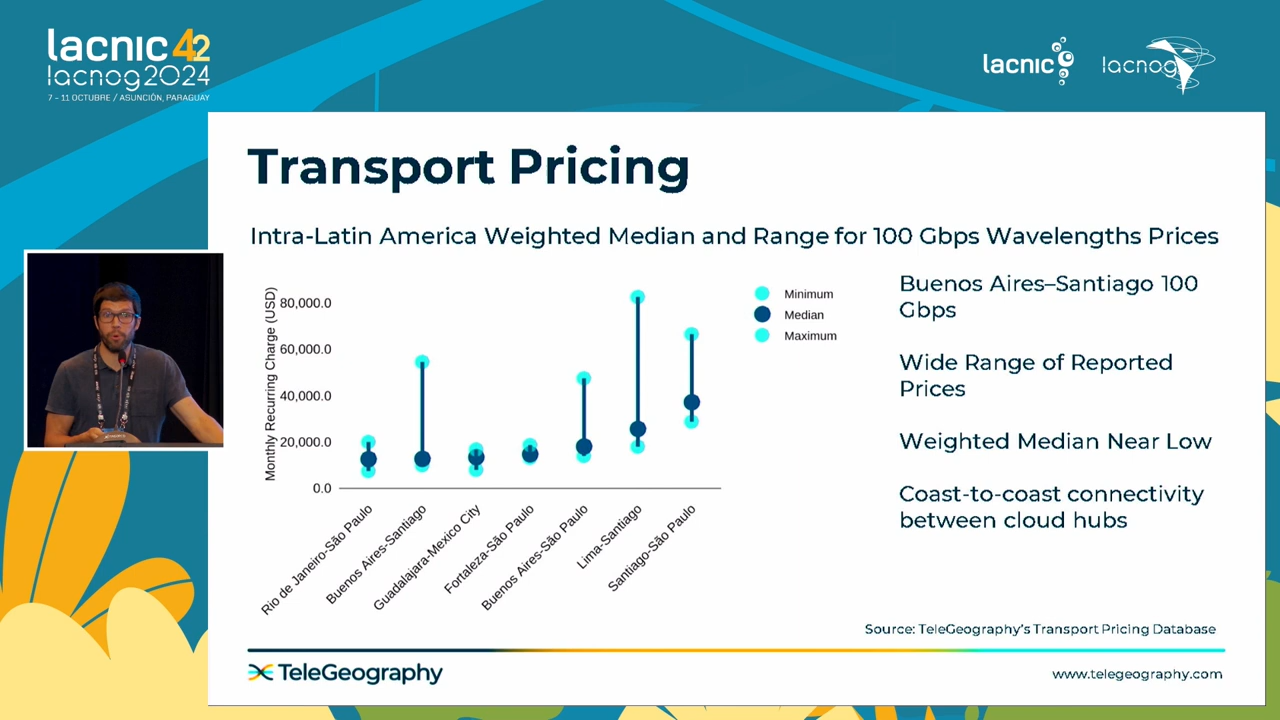 lacnic 42
lacnog2024
7 - 11 OCTUBRE / ASUNCIÓN, PARAGUAY
lacnic
lacnog
Transport Pricing
Intra-Latin America Weighted Median and Range for 100 Gbps Wavelengths Prices
Monthly Recurring Charge (USD)
80,000.0
60,000.0
40,000.0
20,000.0
0.0
Rio de Janeiro-São Paulo
Buenos Aires-Santiago
Guadalajara-Mexico City
Fortaleza-São Paulo
Buenos Aires-São Paulo
Lima-Santiago
Santiago-São Paulo
Minimum
Median
Maximum
Buenos Aires–Santiago 100
Gbps
Wide Range of Reported
Prices
Weighted Median Near Low
Coast-to-coast connectivity
between cloud hubs
Source: TeleGeography's Transport Pricing Database
TeleGeography
www.telegeography.com